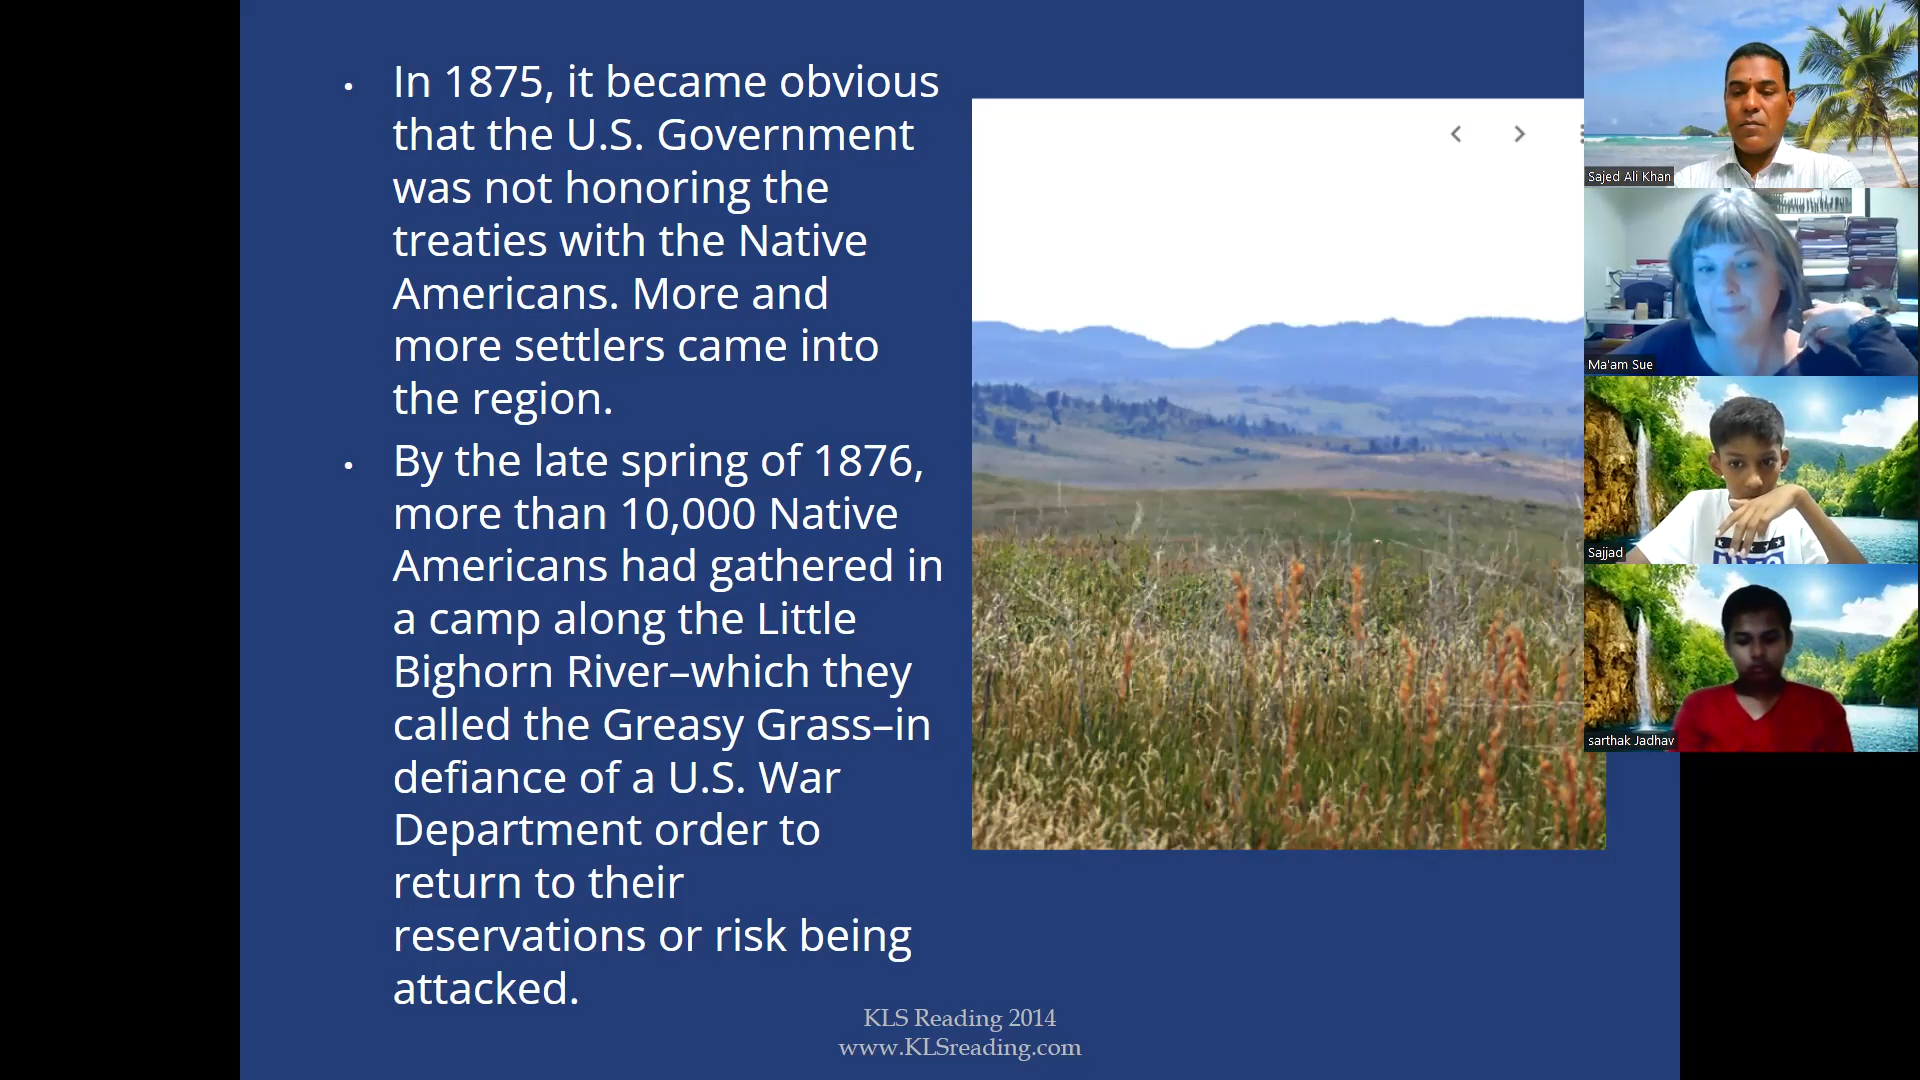 • In 1875, it became obvious
that the U.S. Government
was not honoring the
treaties with the Native
Americans. More and
more settlers came into
the region.
• By the late spring of 1876,
more than 10,000 Native
Americans had gathered in
a camp along the Little
Bighorn River–which they
called the Greasy Grass–in
defiance of a U.S. War
Department order to
return to their
reservations or risk being
attacked.
KLS Reading 2014
www.KLSreading.com
Sajed Ali Khan
Ma'am Sue
Sajjad
sarthak Jadhav